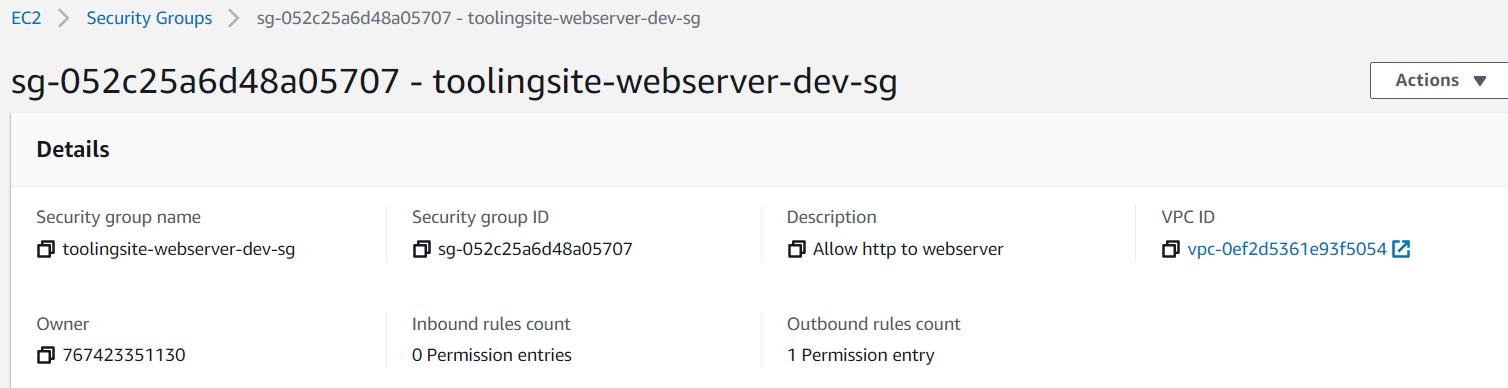 EC2 > Security Groups > sg-052c25a6d48a05707 - toolingsite-webserver-dev-sg
sg-052c25a6d48a05707 - toolingsite-webserver-dev-sg
Actions
Details
Security group name
toolingsite-webserver-dev-sg
Security group ID
sg-052c25a6d48a05707
Description
Allow http to webserver
VPC ID
vpc-0ef2d5361e93f5054
Owner
767423351130
Inbound rules count
0 Permission entries
Outbound rules count
1 Permission entry